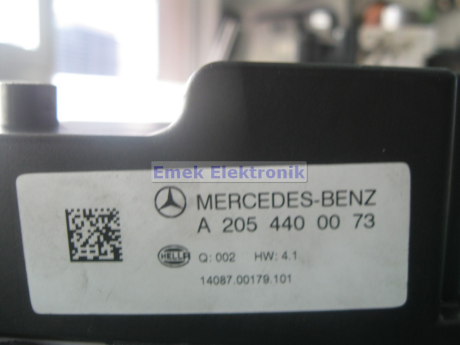 Emek Elektronik
MERCEDES-BENZ
A 205 440 00 73
HELLA Q: 002 HW: 4.1
14087.00179.101